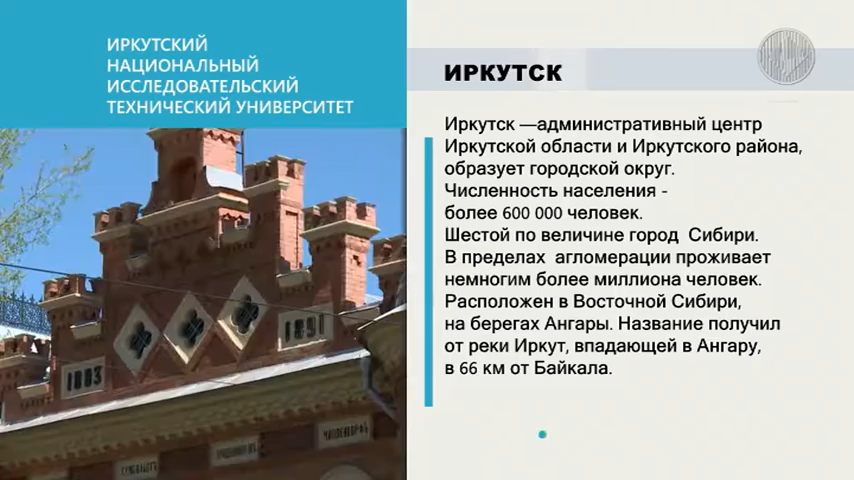 ИРКУТСКИЙ
НАЦИОНАЛЬНЫЙ
ИССЛЕДОВАТЕЛЬСКИЙ
ТЕХНИЧЕСКИЙ УНИВЕРСИТЕТ
ИРКУТСК
Иркутск —административный центр
Иркутской области и Иркутского района,
образует городской округ.
Численность населения -
более 600 000 человек.
Шестой по величине город Сибири.
В пределах агломерации проживает
немногим более миллиона человек.
Расположен в Восточной Сибири,
на берегах Ангары. Название получил
от реки Иркут, впадающей в Ангару,
в 66 км от Байкала.
1891
1883